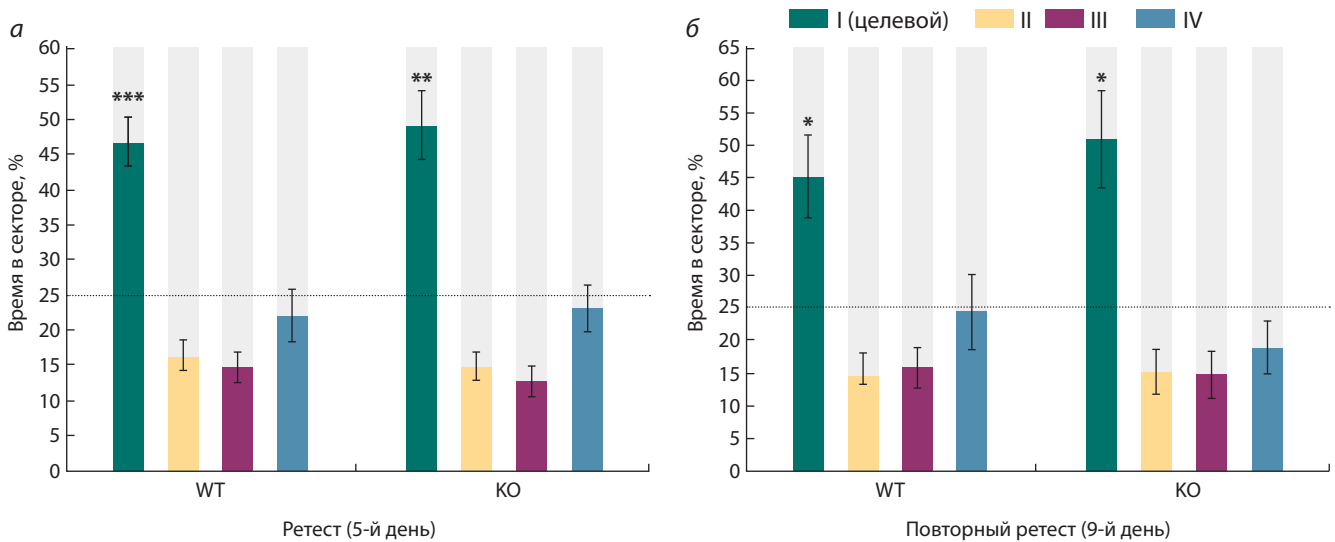 а
Время в секторе, %
60
55
50
45
40
35
30
25
20
15
10
5
0
***
**
WT
KO
Ретест (5-й день)
I (целевой) II III IV
б
Время в секторе, %
65
60
55
50
45
40
35
30
25
20
15
10
5
0
*
*
WT
KO
Повторный ретест (9-й день)